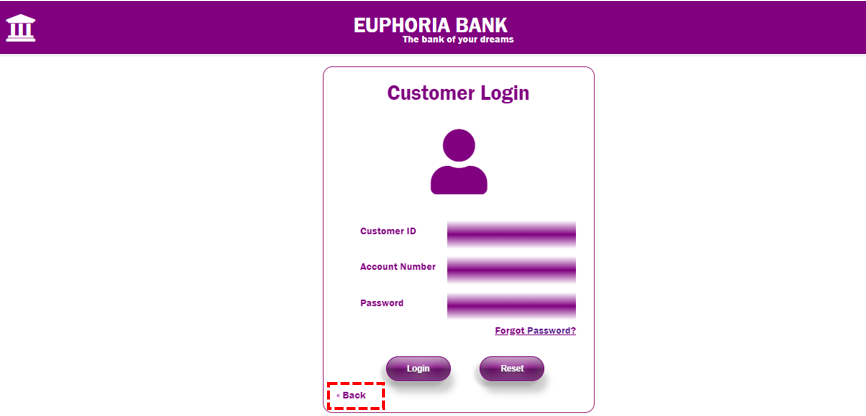 EUPHORIA BANK
The bank of your dreams
Customer Login
Customer ID
Account Number
Password
Forgot Password?
Login Reset
« Back